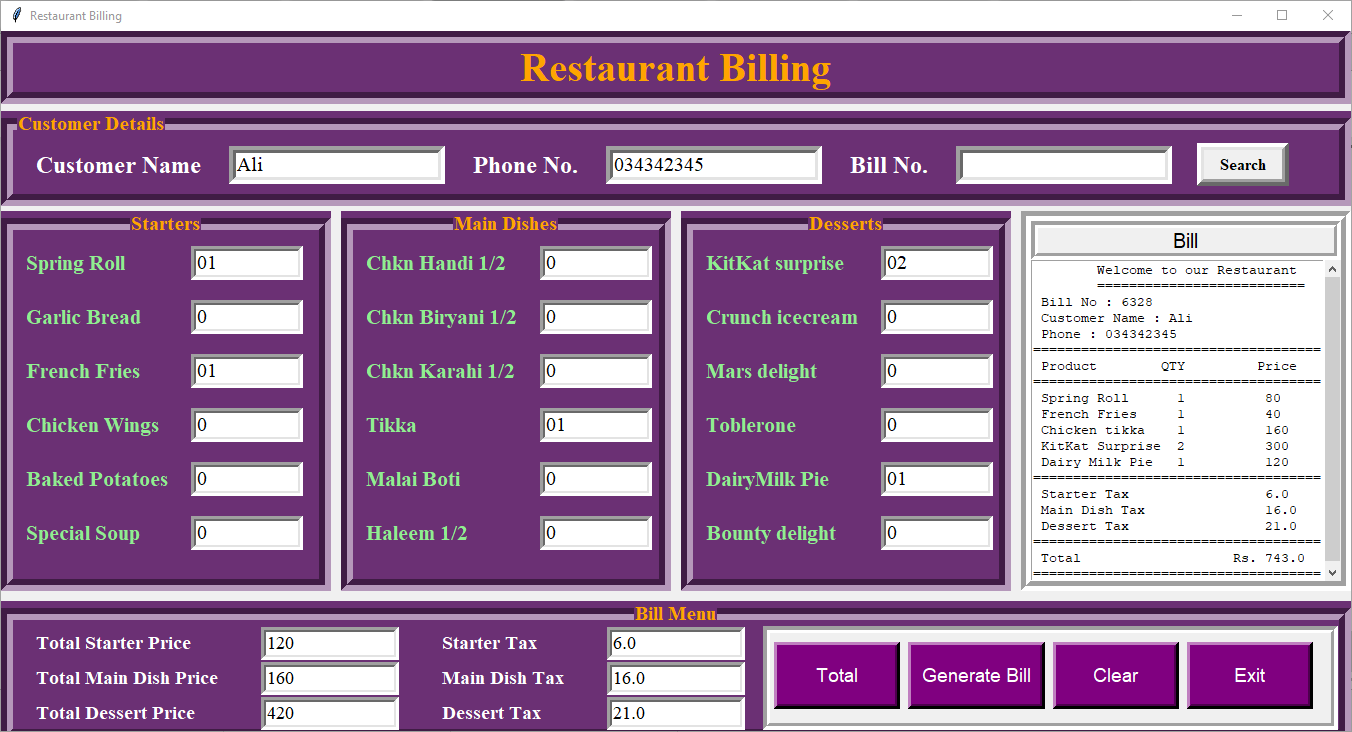 Restaurant Billing
Restaurant Billing
Customer Details
Customer Name Ali Phone No. 034342345 Bill No. Search
Starters
Spring Roll 01
Garlic Bread 0
French Fries 01
Chicken Wings 0
Baked Potatoes 0
Special Soup 0
Main Dishes
Chkn Handi 1/2 0
Chkn Biryani 1/2 0
Chkn Karahi 1/2 0
Tikka 01
Malai Boti 0
Haleem 1/2 0
Desserts
KitKat surprise 02
Crunch icecream 0
Mars delight 0
Toblerone 0
DairyMilk Pie 01
Bounty delight 0
Bill
Welcome to our Restaurant
==========================
Bill No : 6328
Customer Name : Ali
Phone : 034342345
====================================
Product QTY Price
====================================
Spring Roll 1 80
French Fries 1 40
Chicken tikka 1 160
KitKat Surprise 2 300
Dairy Milk Pie 1 120
====================================
Starter Tax 6.0
Main Dish Tax 16.0
Dessert Tax 21.0
====================================
Total Rs. 743.0
====================================
Bill Menu
Total Starter Price 120 Starter Tax 6.0
Total Main Dish Price 160 Main Dish Tax 16.0
Total Dessert Price 420 Dessert Tax 21.0
Total Generate Bill Clear Exit